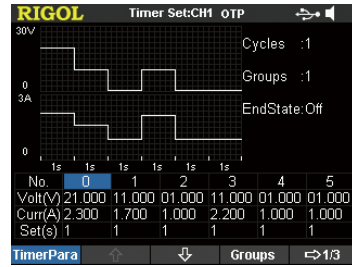 RIGOL Timer Set:CH1 OTP
30V
Cycles :1
Groups :1
0
3A
EndState:Off
0
1s 1s 1s 1s 1s
No. 0 1 2 3 4 5
Volt(V) 21.000 11.000 01.000 11.000 01.000 01.000
Curr(A) 2.300 1.700 1.000 2.200 1.000 1.000
Set(s) 1 1 1 1 1 1
TimerPara Groups 1/3